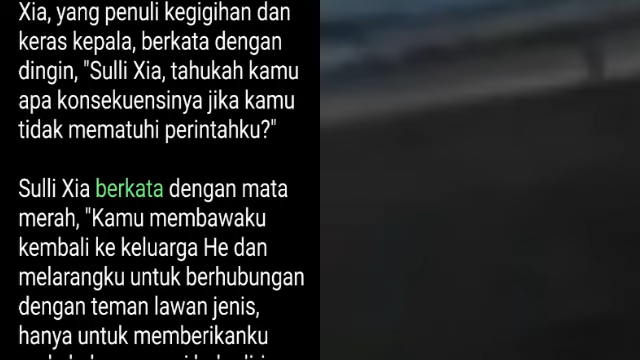 Xia, yang penuli kegigihan dan
keras kepala, berkata dengan
dingin, "Sulli Xia, tahukah kamu
apa konsekuensinya jika kamu
tidak mematuhi perintahku?"
Sulli Xia berkata dengan mata
merah, "Kamu membawaku
kembali ke keluarga He dan
melarangku untuk berhubungan
dengan teman lawan jenis,
hanya untuk memberikanku